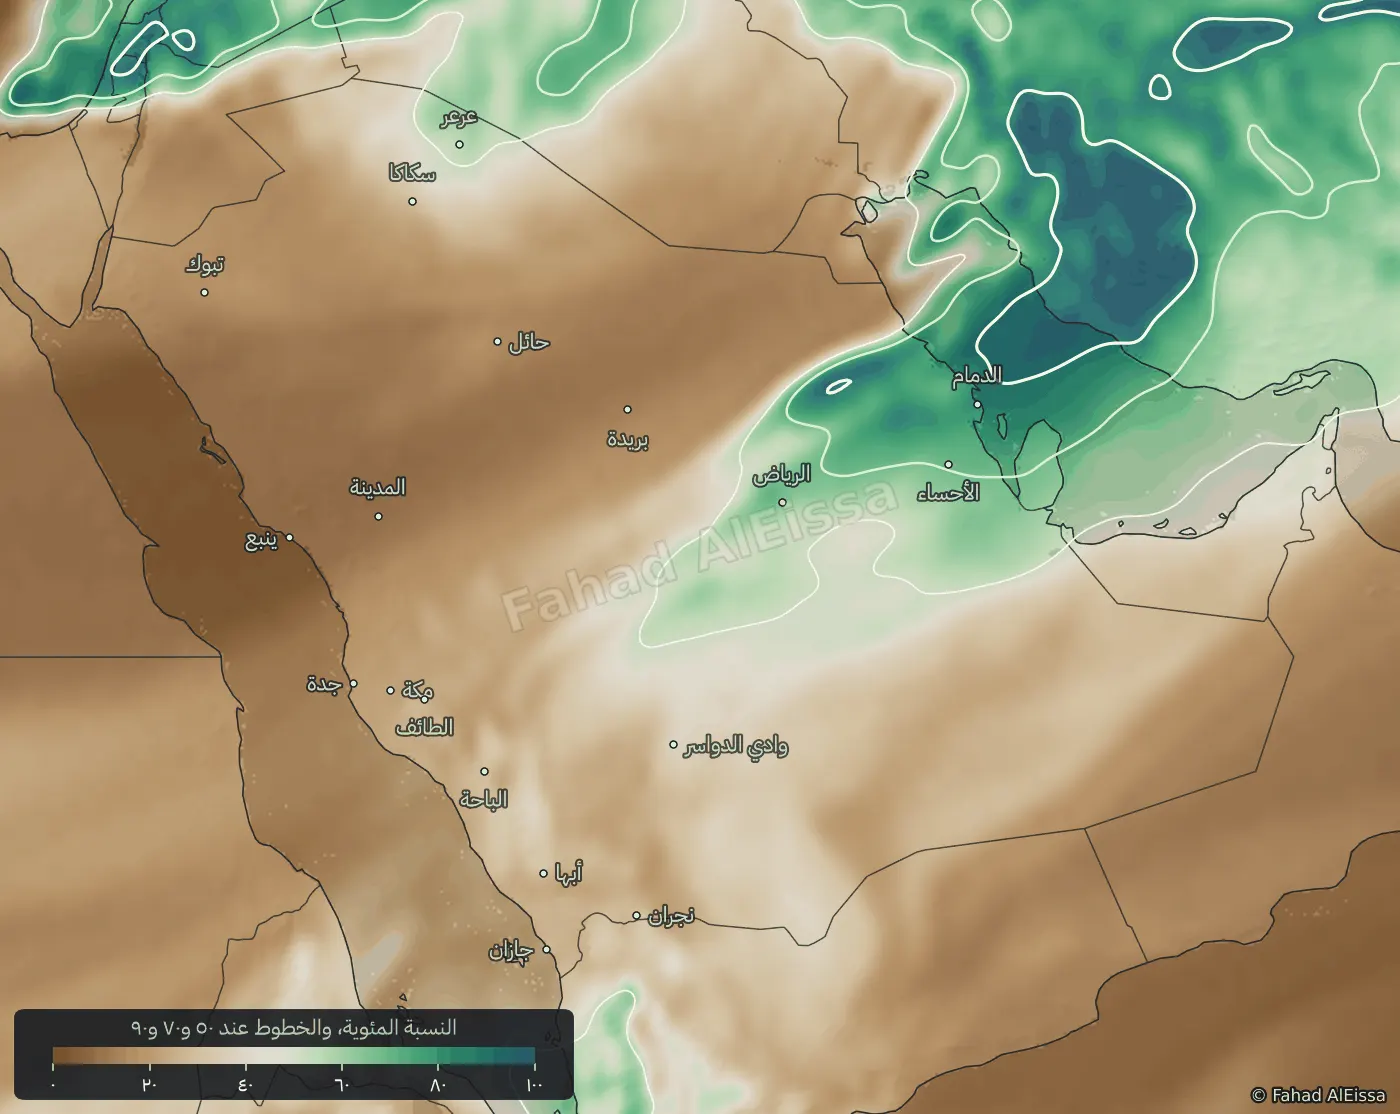 عرعر
سكاكا
تبوك
حائل
الدمام
بريدة
الرياض
المدينة
الأحساء
ينبع
Fahad AlEissa
جدة
مكة
الطائف
وادي الدواسر
الباحة
أبها
نجران
جازان
النسبة المئوية، والخطوط عند ٥٠ و٧٠ و٩٠
٠ ٢٠ ٤٠ ٦٠ ٨٠ ١٠٠
© Fahad AlEissa